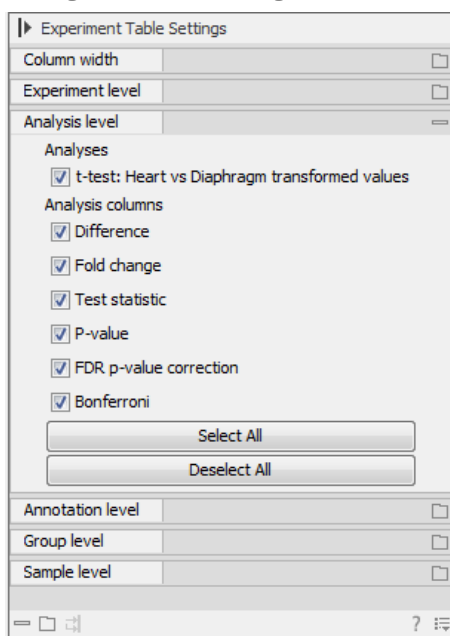 Experiment Table Settings
Column width
Experiment level
Analysis level
Analyses
t-test: Heart vs Diaphragm transformed values
Analysis columns
Difference
Fold change
Test statistic
P-value
FDR p-value correction
Bonferroni
Select All
Deselect All
Annotation level
Group level
Sample level
?